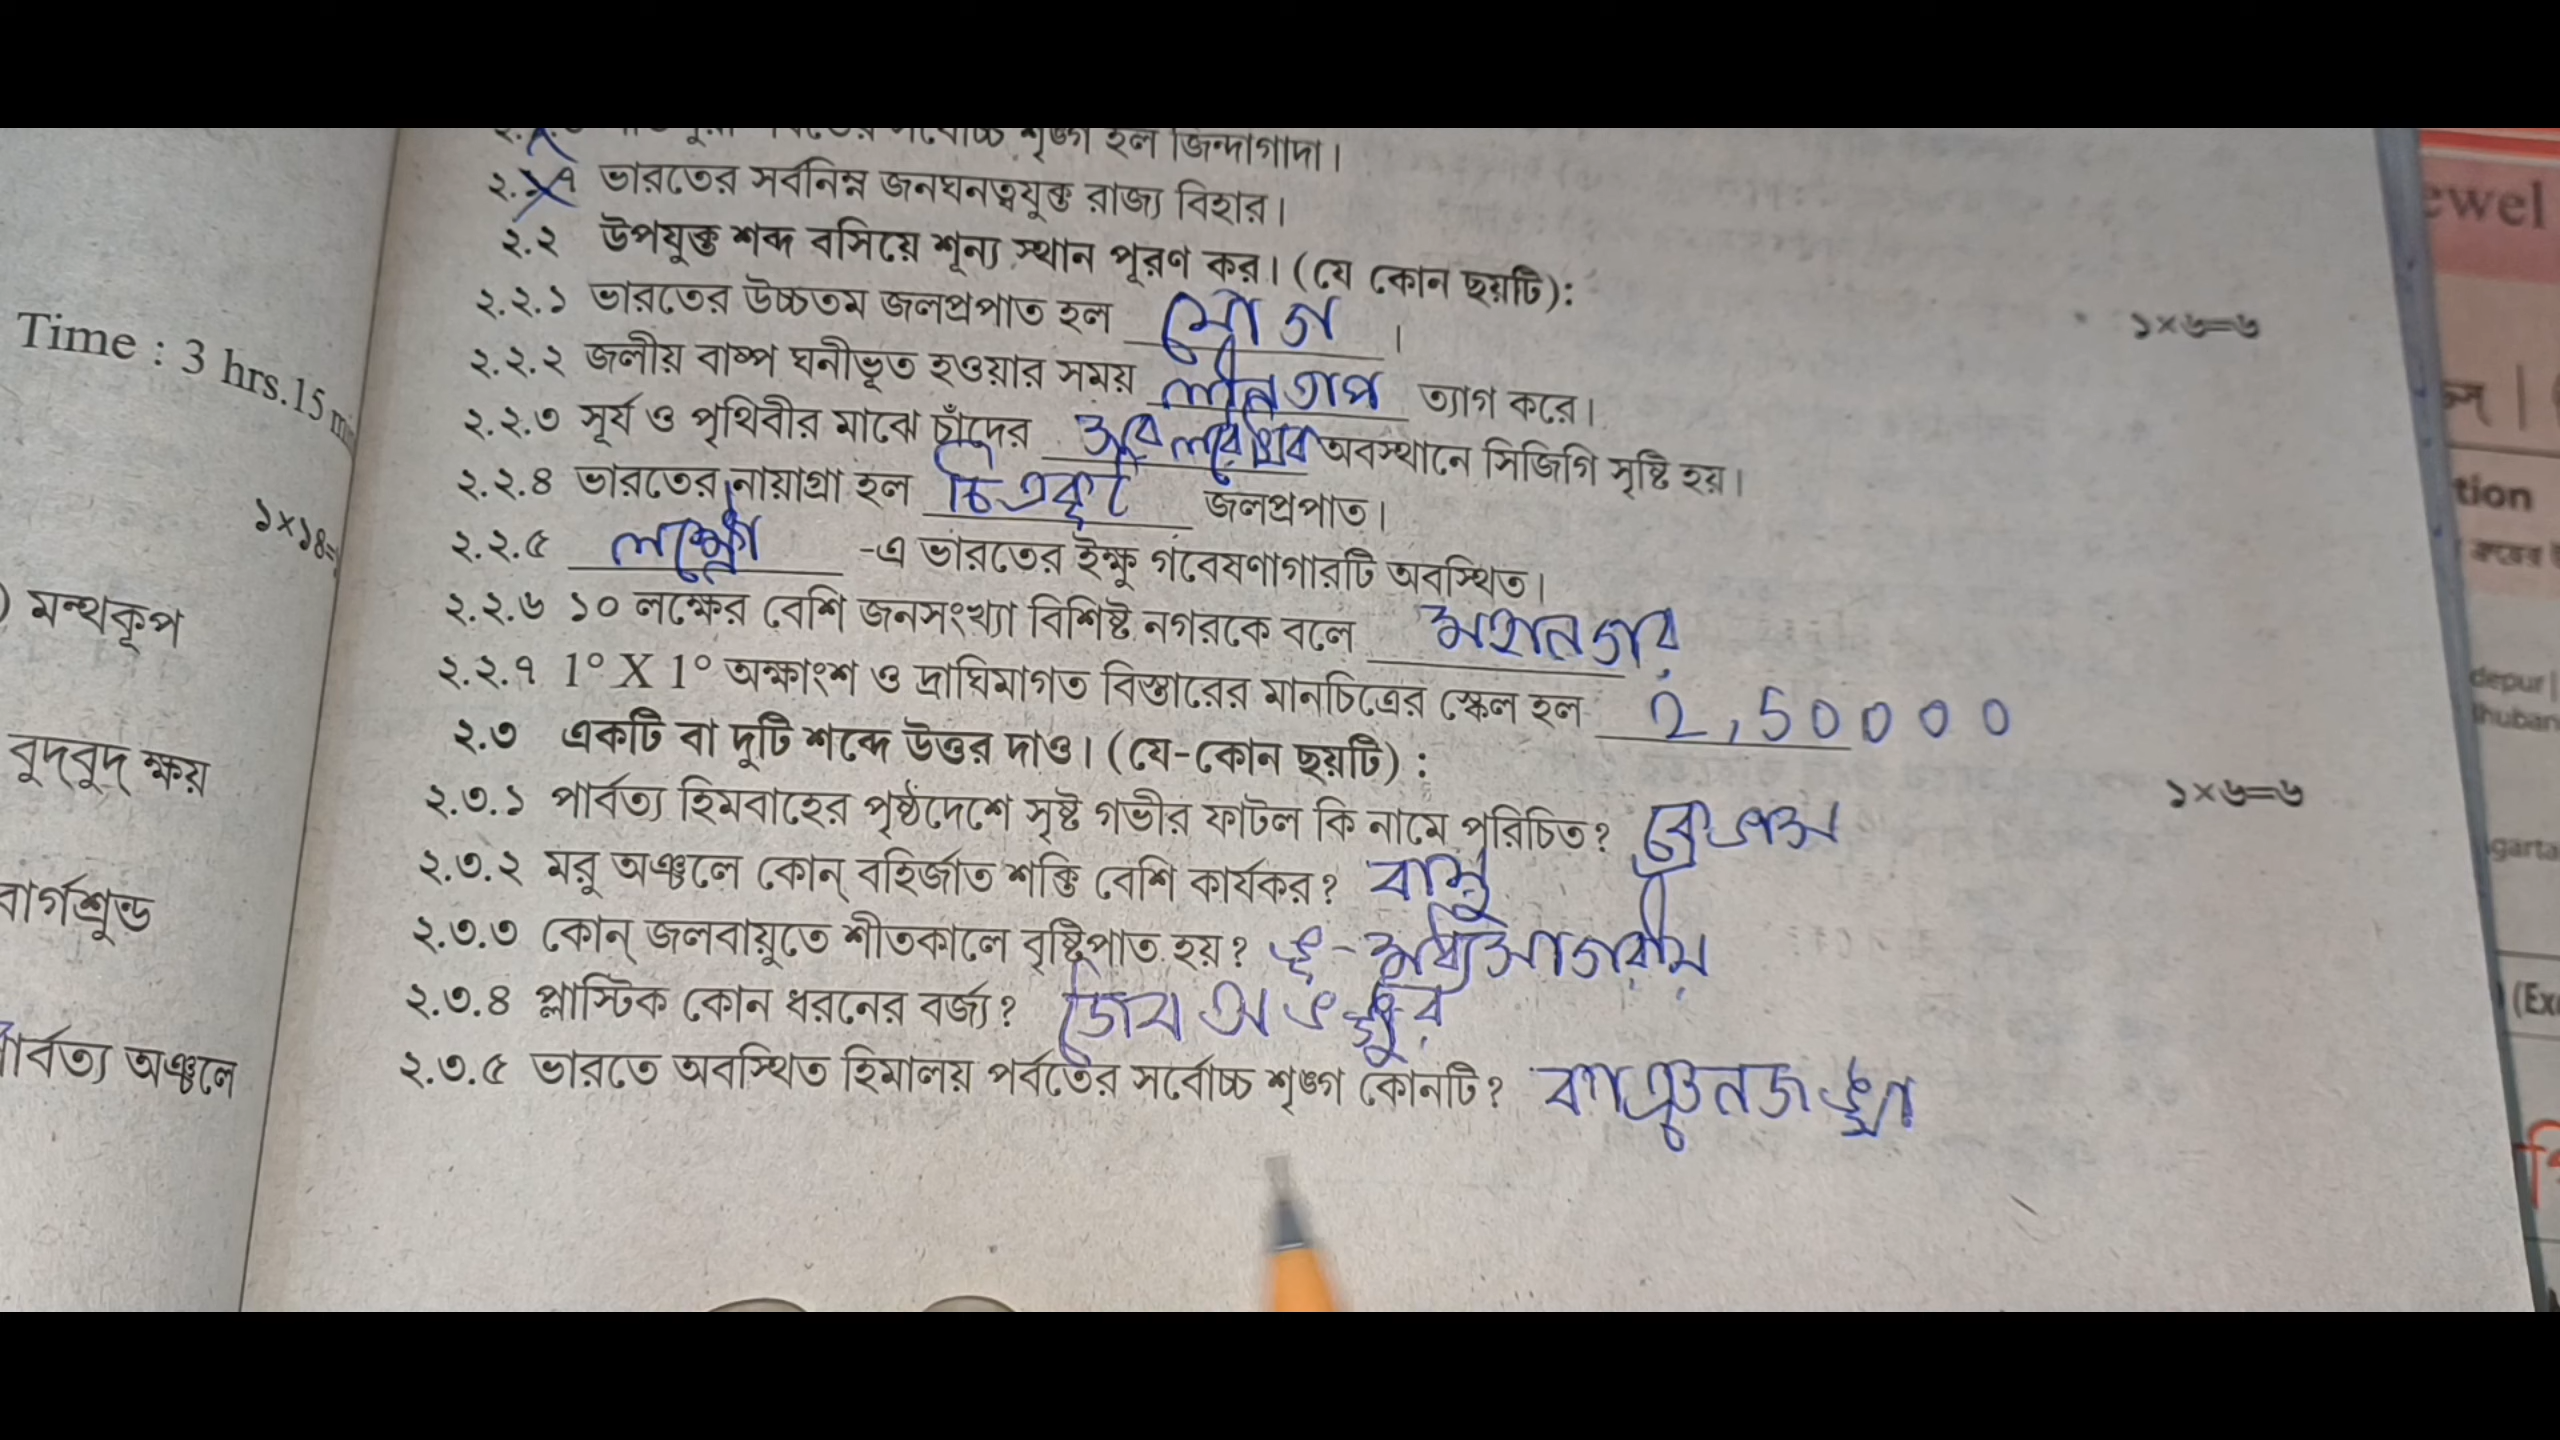 শৃঙ্গ হল জিন্দাগাদা।
ভারতের সর্বনিম্ন জনঘনত্বযুক্ত রাজ্য বিহার।
২.২ উপযুক্ত শব্দ বসিয়ে শূন্য স্থান পূরণ কর। (যে কোন ছয়টি):
১×৬=৬
২.২.১ ভারতের উচ্চতম জলপ্রপাত হল যোগ।
২.২.২ জলীয় বাষ্প ঘনীভূত হওয়ার সময় লীনতাপ ত্যাগ করে।
২.২.৩ সূর্য ও পৃথিবীর মাঝে চাঁদের অবস্থানে সিজিগি সৃষ্টি হয়।
২.২.৪ ভারতের নায়াগ্রা হল চিত্রকূট জলপ্রপাত।
২.২.৫ -এ ভারতের ইক্ষু গবেষণাগারটি অবস্থিত।
২.২.৬ ১০ লক্ষের বেশি জনসংখ্যা বিশিষ্ট নগরকে বলে মহানগর
২.২.৭ 1° X 1° অক্ষাংশ ও দ্রাঘিমাগত বিস্তারের মানচিত্রের স্কেল হল 2,50000
২.৩ একটি বা দুটি শব্দে উত্তর দাও। (যে-কোন ছয়টি) :
১×৬=৬
২.৩.১ পার্বত্য হিমবাহের পৃষ্ঠদেশে সৃষ্ট গভীর ফাটল কি নামে পরিচিত? ক্রেভাস
২.৩.২ মরু অঞ্চলে কোন্ বহির্জাত শক্তি বেশি কার্যকর? বায়ু
২.৩.৩ কোন্ জলবায়ুতে শীতকালে বৃষ্টিপাত হয়? ভূ-মধ্যসাগরীয়
২.৩.৪ প্লাস্টিক কোন ধরনের বর্জ্য? জৈব অভঙ্গুর
২.৩.৫ ভারতে অবস্থিত হিমালয় পর্বতের সর্বোচ্চ শৃঙ্গ কোনটি? কাঞ্চনজঙ্ঘা
Time : 3 hrs.15
১×১৪=
মন্থকূপ
বুদ্‌বুদ্ ক্ষয়
বার্গশ্রুন্ড
পার্বত্য অঞ্চলে
ewel
tion
depur
garta